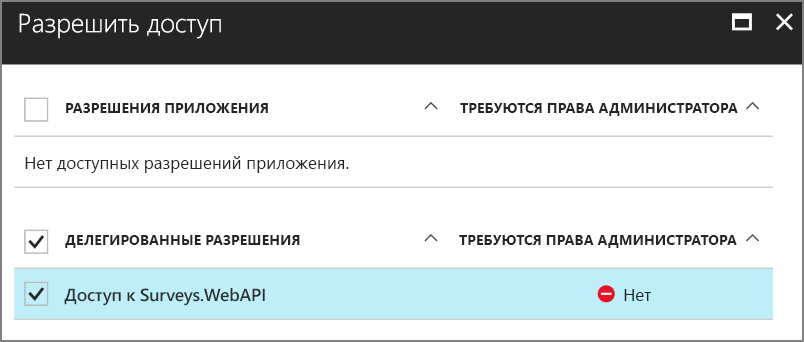 Разрешить доступ
РАЗРЕШЕНИЯ ПРИЛОЖЕНИЯ ТРЕБУЮТСЯ ПРАВА АДМИНИСТРАТОРА
Нет доступных разрешений приложения.
ДЕЛЕГИРОВАННЫЕ РАЗРЕШЕНИЯ ТРЕБУЮТСЯ ПРАВА АДМИНИСТРАТОРА
Доступ к Surveys.WebAPI Нет